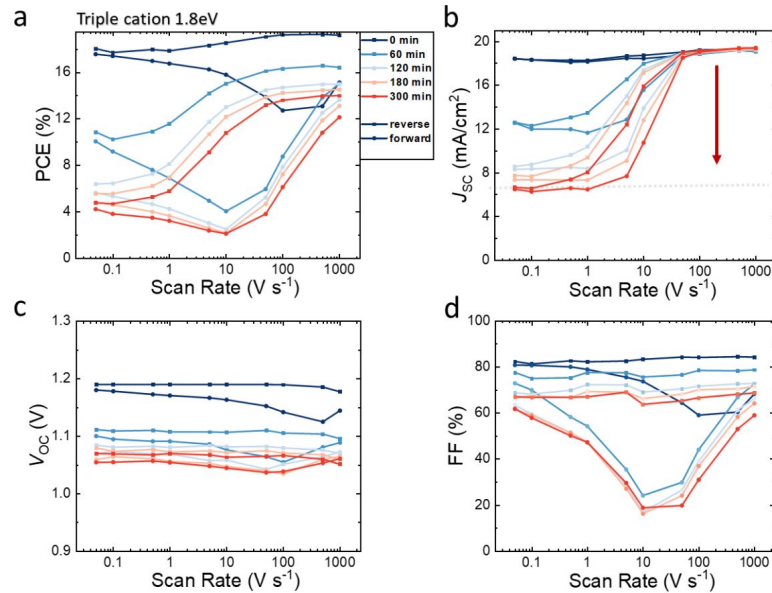 a
Triple cation 1.8eV
b
PCE (%)
16
12
8
4
0
0.1
1
10
100
1000
Scan Rate (V s⁻¹)
0 min
60 min
120 min
180 min
300 min
reverse
forward
J_SC (mA/cm²)
20
16
12
8
4
0
0.1
1
10
100
1000
Scan Rate (V s⁻¹)
c
V_OC (V)
1.3
1.2
1.1
1.0
0.9
0.1
1
10
100
1000
Scan Rate (V s⁻¹)
d
FF (%)
100
80
60
40
20
0
0.1
1
10
100
1000
Scan Rate (V s⁻¹)